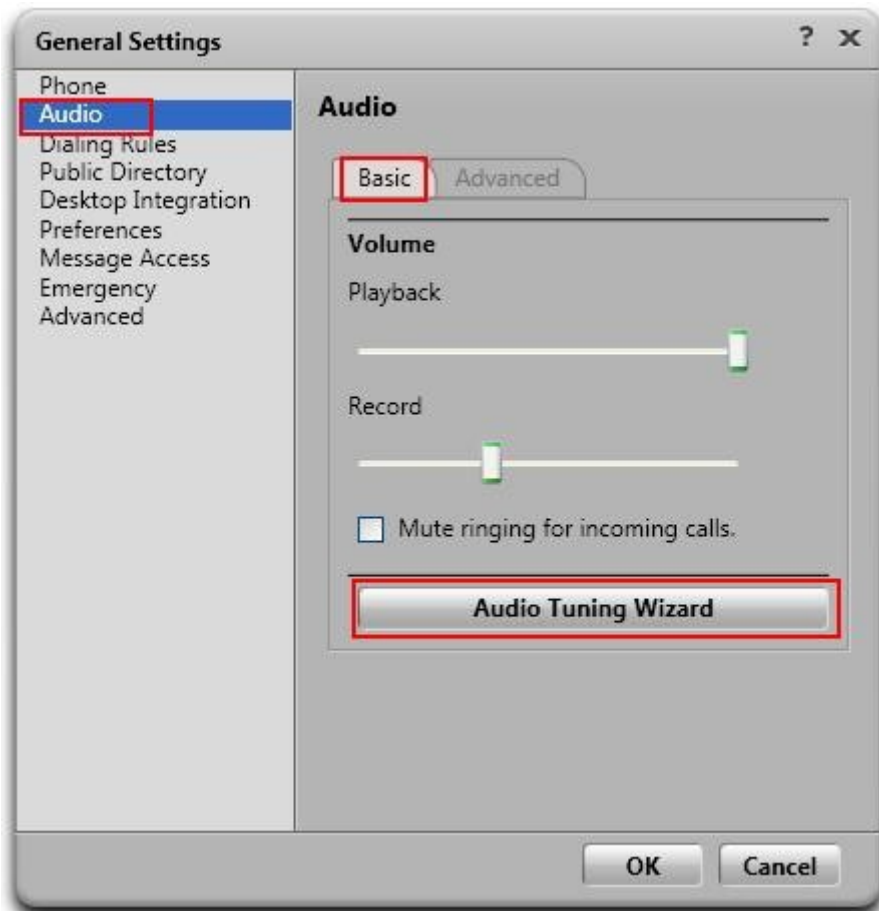 General Settings
? X
Phone
Audio
Dialing Rules
Public Directory
Desktop Integration
Preferences
Message Access
Emergency
Advanced
Audio
Basic Advanced
Volume
Playback
Record
Mute ringing for incoming calls.
Audio Tuning Wizard
OK Cancel